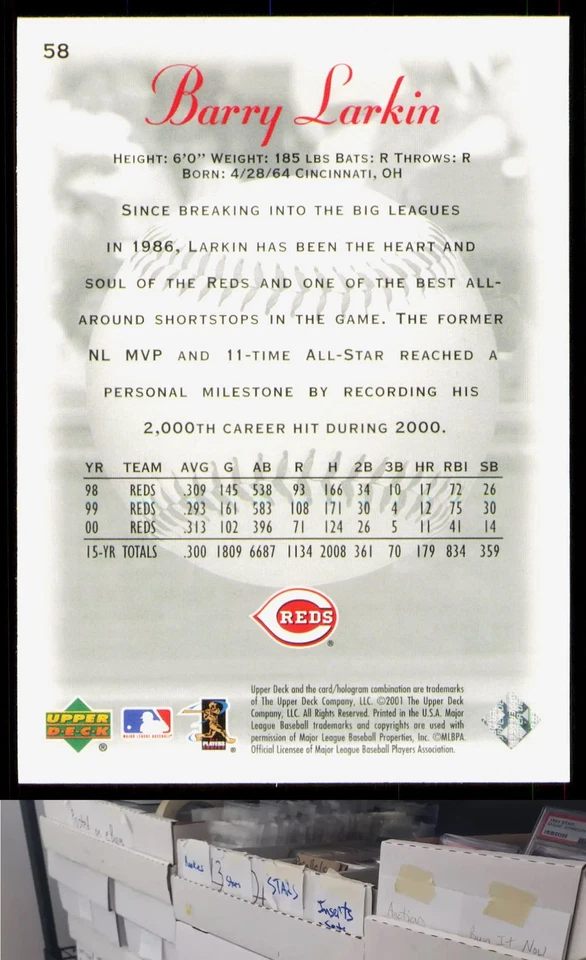 58
Barry Larkin
HEIGHT: 6'0" WEIGHT: 185 LBS BATS: R THROWS: R
BORN: 4/28/64 CINCINNATI, OH
SINCE BREAKING INTO THE BIG LEAGUES
IN 1986, LARKIN HAS BEEN THE HEART AND
SOUL OF THE REDS AND ONE OF THE BEST ALL-
AROUND SHORTSTOPS IN THE GAME. THE FORMER
NL MVP AND 11-TIME ALL-STAR REACHED A
PERSONAL MILESTONE BY RECORDING HIS
2,000TH CAREER HIT DURING 2000.
YR TEAM AVG G AB R H 2B 3B HR RBI SB
98 REDS .309 145 538 93 166 34 10 17 72 26
99 REDS .293 161 583 108 171 30 4 12 75 30
00 REDS .313 102 396 71 124 26 5 11 41 14
15-YR TOTALS .300 1809 6687 1134 2008 361 70 179 834 359
REDS
®
Upper Deck and the card/hologram combination are trademarks
of The Upper Deck Company, LLC. ©2001 The Upper Deck
Company, LLC. All Rights Reserved. Printed in the U.S.A. Major
League Baseball trademarks and copyrights are used with
permission of Major League Baseball Properties, Inc. ©MLBPA.
Official Licensee of Major League Baseball Players Association.
UPPER
DECK
®
MAJOR LEAGUE BASEBALL
PLAYERS
®
Posted on eBay
Rookies
Stars
STARS
Inserts
Auctions
Buy It Now